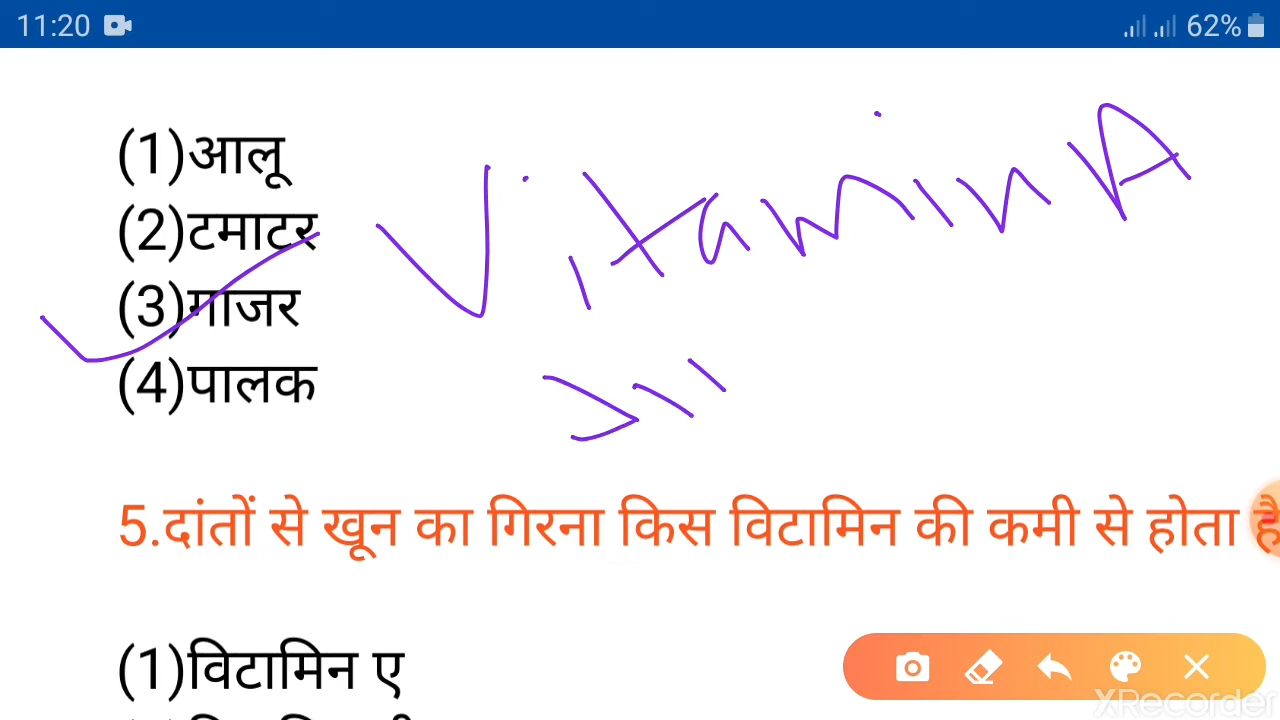 11:20 62%
(1)आलू
(2)टमाटर
(3)गाजर
(4)पालक
Vitamin A
5.दांतों से खून का गिरना किस विटामिन की कमी से होता है
(1)विटामिन ए
XRecorder